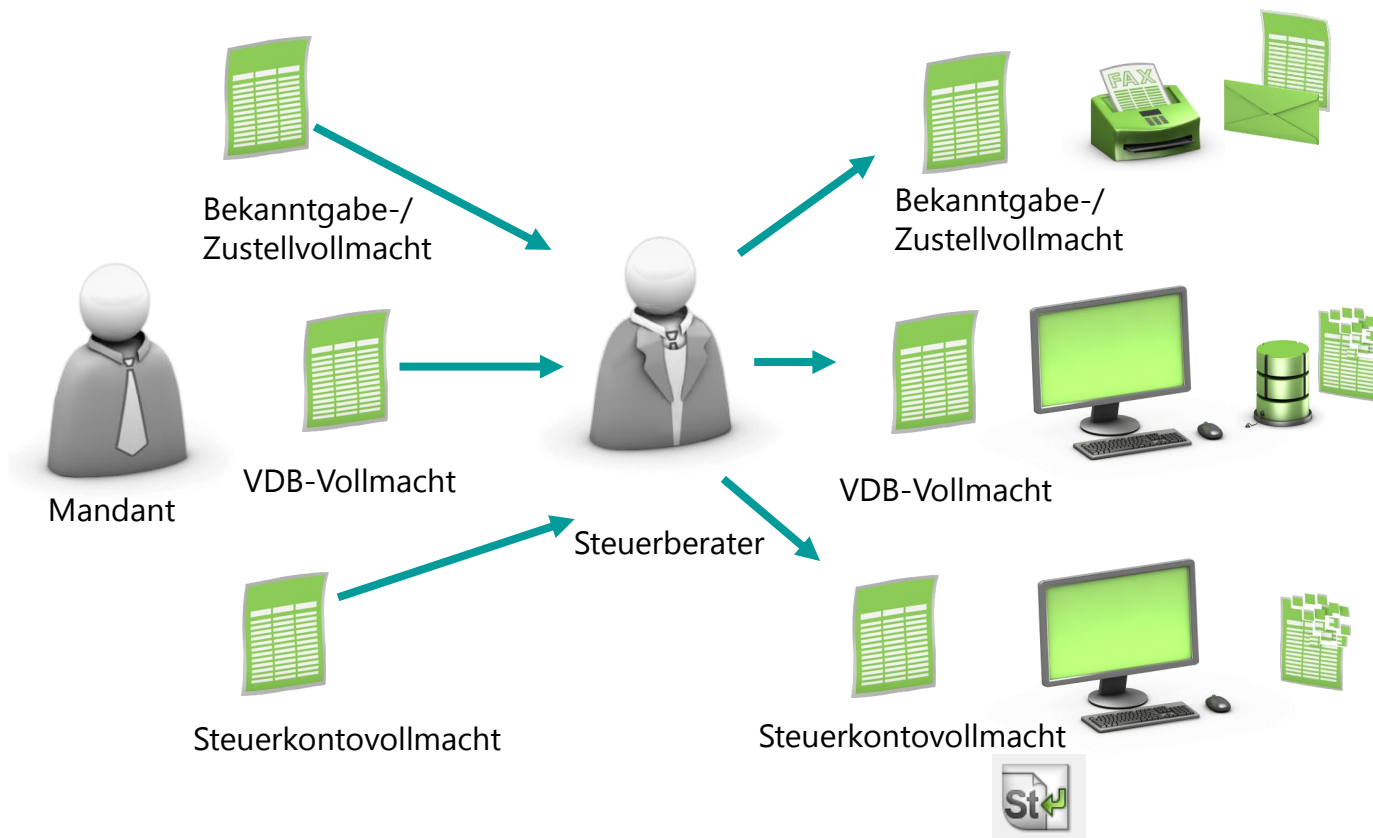 FAX
Bekanntgabe-/
Zustellvollmacht
Bekanntgabe-/
Zustellvollmacht
Mandant
VDB-Vollmacht
VDB-Vollmacht
Steuerberater
Steuerkontovollmacht
Steuerkontovollmacht
St